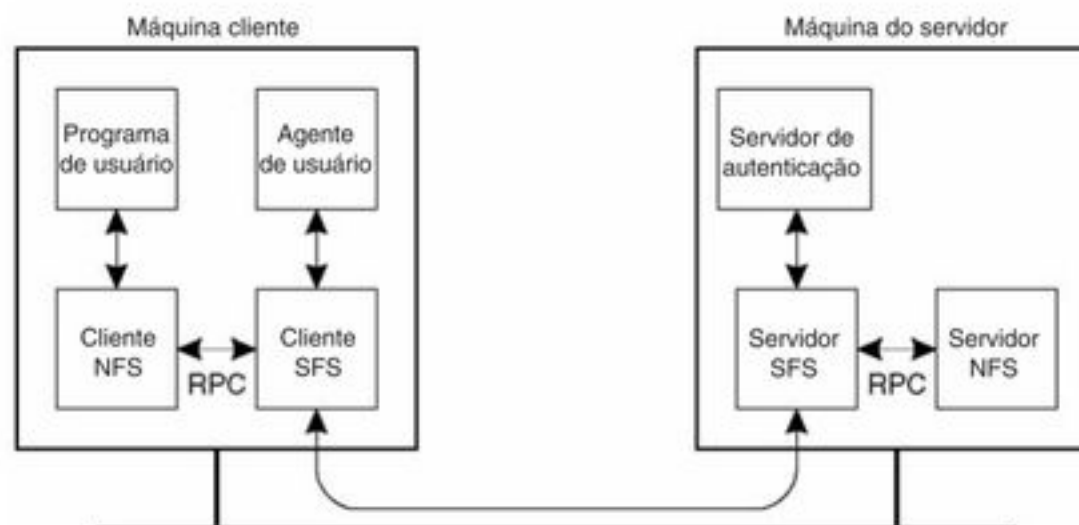 Máquina cliente
Máquina do servidor
Programa
de usuário
Agente
de usuário
Servidor de
autenticação
Cliente
NFS
RPC
Cliente
SFS
Servidor
SFS
RPC
Servidor
NFS